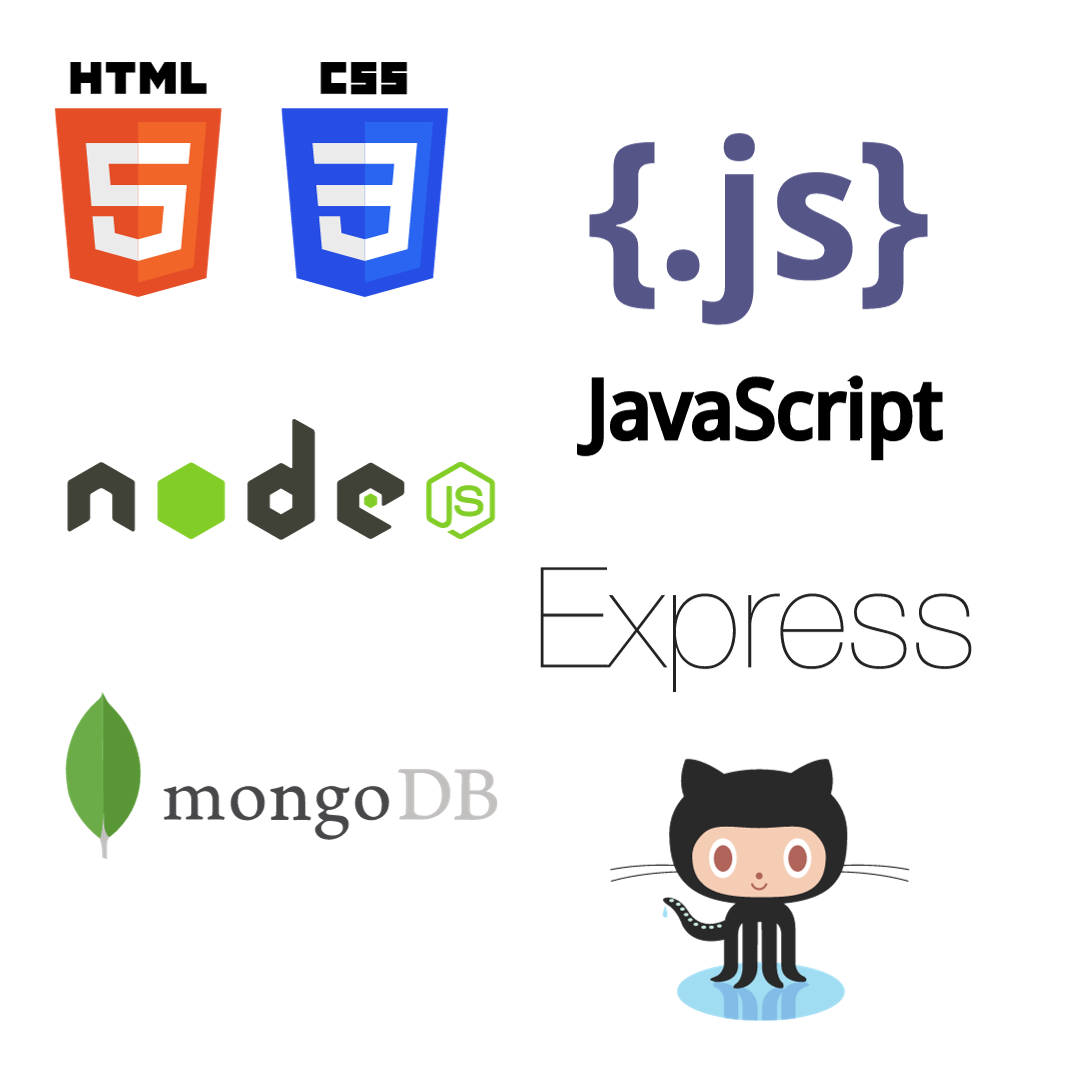 HTML
CSS
5
3
{.js}
JavaScript
node JS
Express
mongoDB